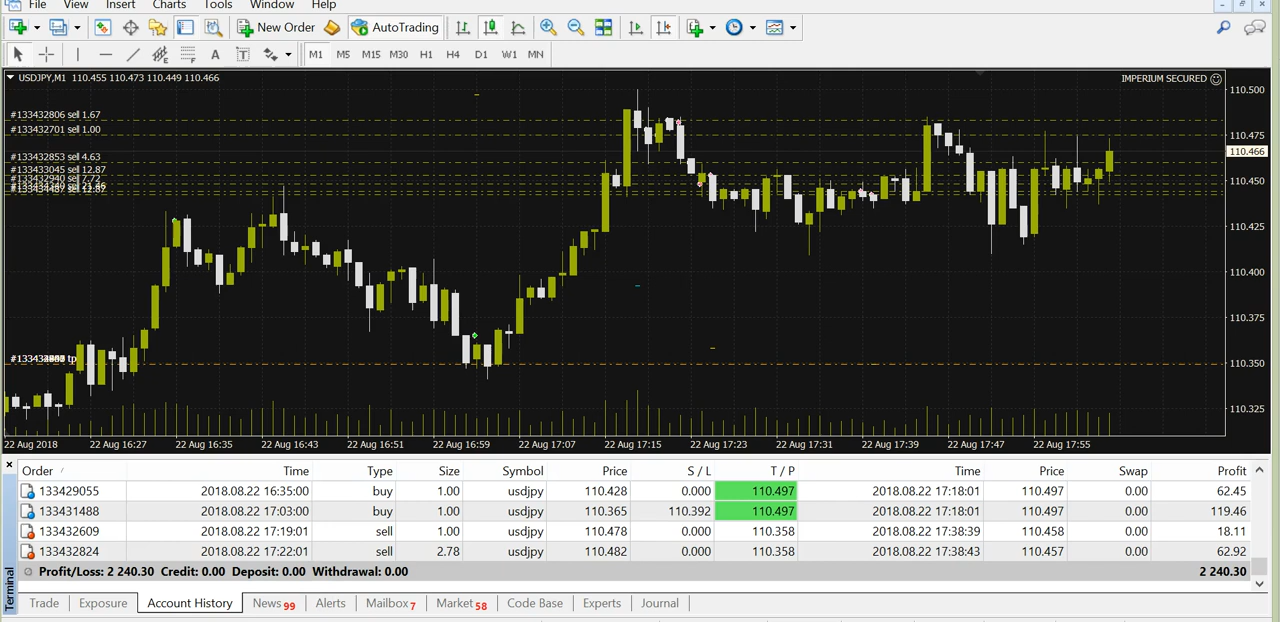 File View Insert Charts Tools Window Help
New Order AutoTrading
A T M1 M5 M15 M30 H1 H4 D1 W1 MN
USDJPY,M1 110.455 110.473 110.449 110.466
IMPERIUM SECURED
110.500
#133432806 sell 1.67
#133432701 sell 1.00
110.475
110.466
#133432853 sell 4.63
#133433045 sell 12.87
#133432940 sell 7.72
110.450
110.425
110.400
110.375
110.350
110.325
22 Aug 2018 22 Aug 16:27 22 Aug 16:35 22 Aug 16:43 22 Aug 16:51 22 Aug 16:59 22 Aug 17:07 22 Aug 17:15 22 Aug 17:23 22 Aug 17:31 22 Aug 17:39 22 Aug 17:47 22 Aug 17:55
Order / Time Type Size Symbol Price S / L T / P Time Price Swap Profit
133429055 2018.08.22 16:35:00 buy 1.00 usdjpy 110.428 0.000 110.497 2018.08.22 17:18:01 110.497 0.00 62.45
133431488 2018.08.22 17:03:00 buy 1.00 usdjpy 110.365 110.392 110.497 2018.08.22 17:18:01 110.497 0.00 119.46
133432609 2018.08.22 17:19:01 sell 1.00 usdjpy 110.478 0.000 110.358 2018.08.22 17:38:39 110.458 0.00 18.11
133432824 2018.08.22 17:22:01 sell 2.78 usdjpy 110.482 0.000 110.358 2018.08.22 17:38:43 110.457 0.00 62.92
Profit/Loss: 2 240.30 Credit: 0.00 Deposit: 0.00 Withdrawal: 0.00 2 240.30
Terminal
Trade Exposure Account History News 99 Alerts Mailbox 7 Market 58 Code Base Experts Journal